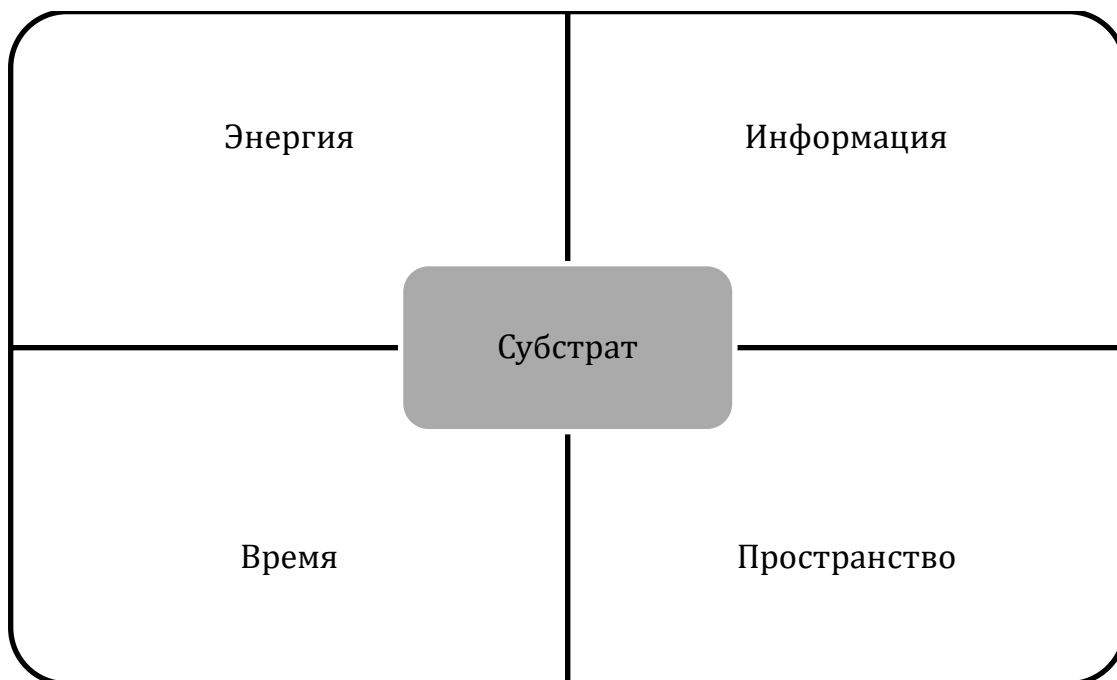 Энергия
Информация
Субстрат
Время
Пространство